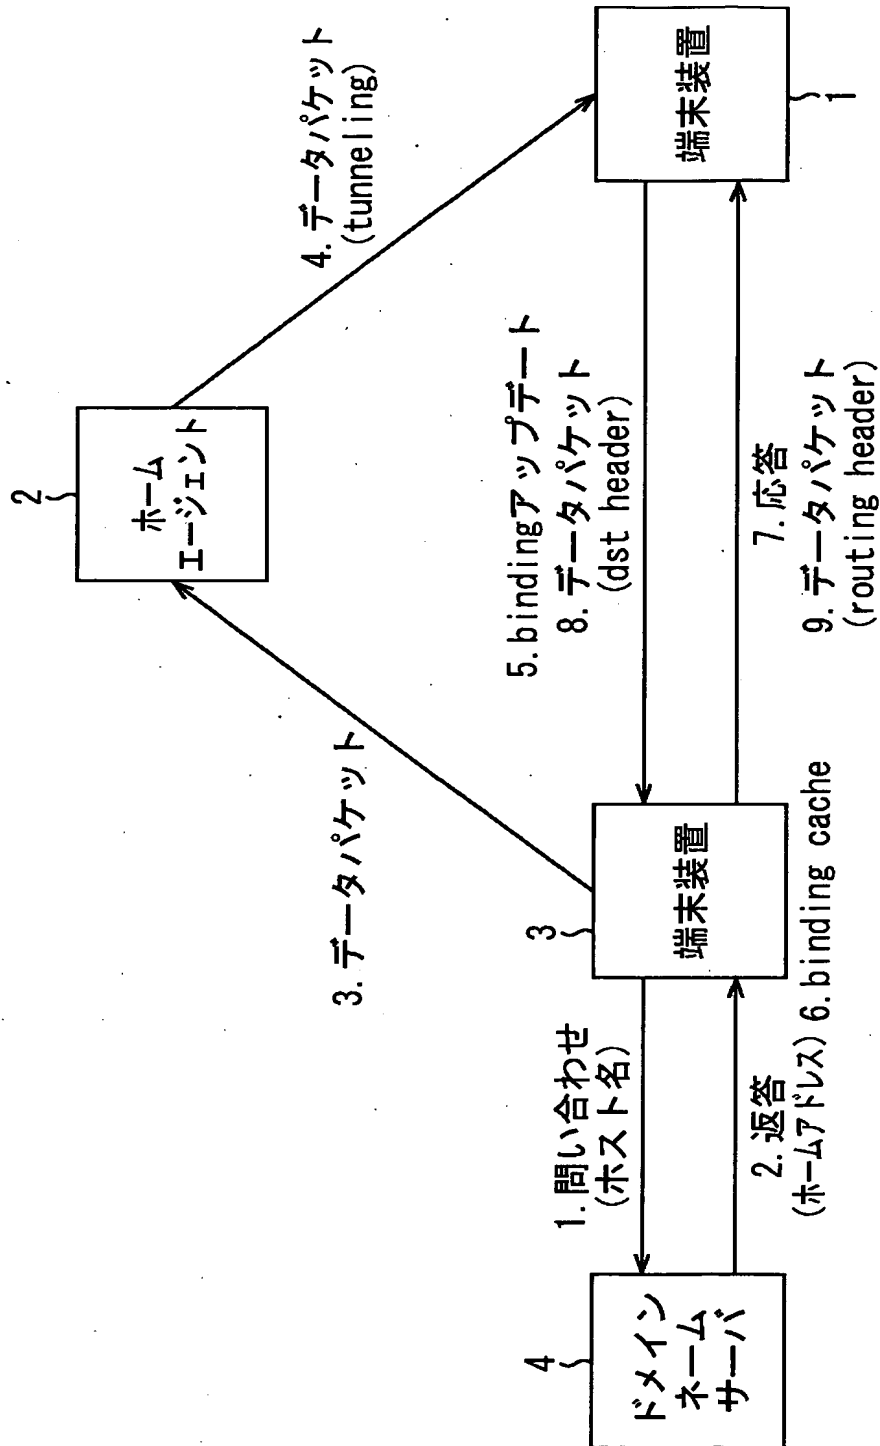 2
ホーム
エージェント
3. データパケット
4. データパケット
(tunneling)
4
ドメイン
ネーム
サーバ
1. 問い合わせ
(ホスト名)
2. 返答
(ホームアドレス)
3
端末装置
6. binding cache
5. bindingアップデート
8. データパケット
(dst header)
7. 応答
9. データパケット
(routing header)
端末装置
1